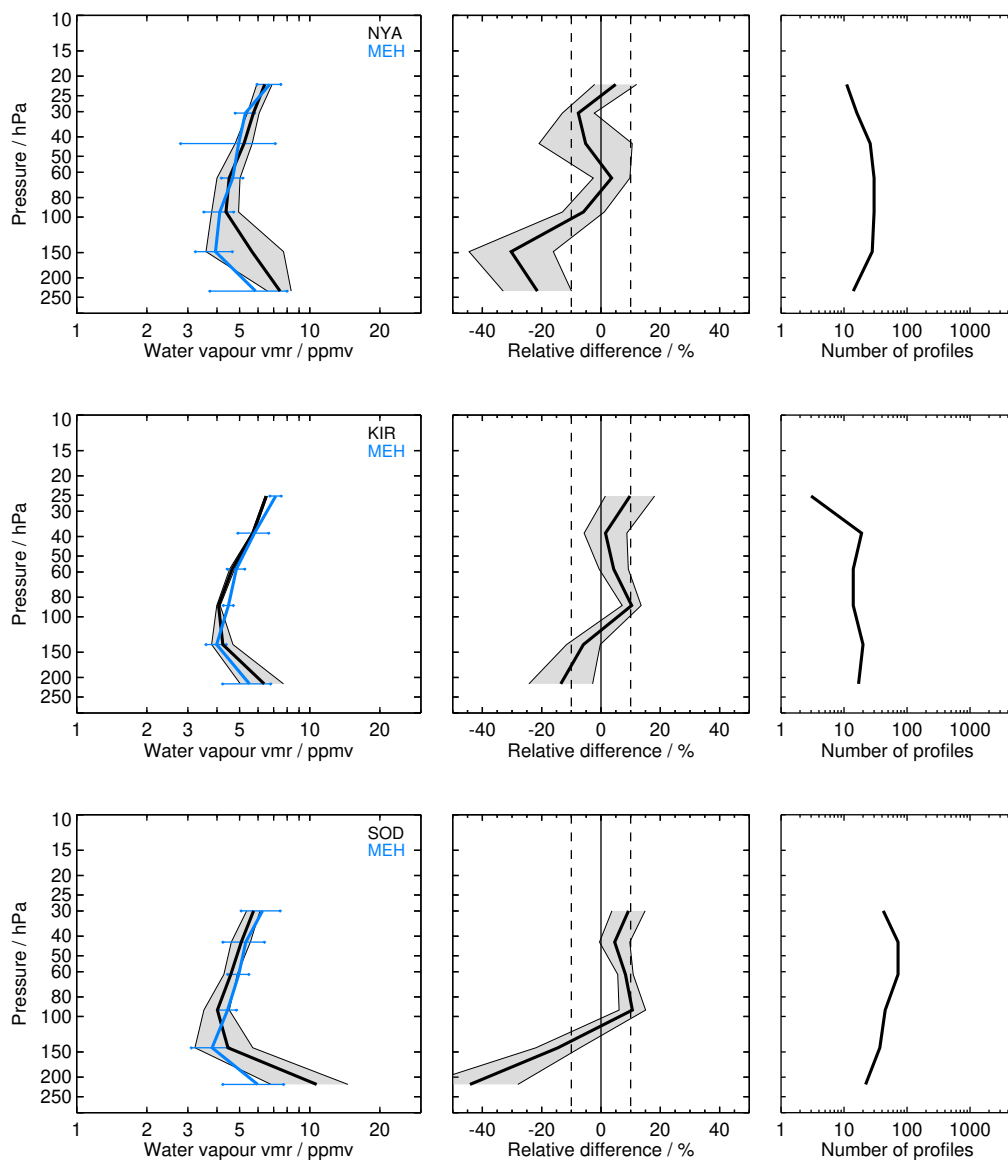 10
15
20
25
30
40
50
60
80
100
150
200
250
Pressure / hPa
NYA
MEH
1 2 3 5 10 20
Water vapour vmr / ppmv
-40 -20 0 20 40
Relative difference / %
1 10 100 1000
Number of profiles
10
15
20
25
30
40
50
60
80
100
150
200
250
Pressure / hPa
KIR
MEH
1 2 3 5 10 20
Water vapour vmr / ppmv
-40 -20 0 20 40
Relative difference / %
1 10 100 1000
Number of profiles
10
15
20
25
30
40
50
60
80
100
150
200
250
Pressure / hPa
SOD
MEH
1 2 3 5 10 20
Water vapour vmr / ppmv
-40 -20 0 20 40
Relative difference / %
1 10 100 1000
Number of profiles